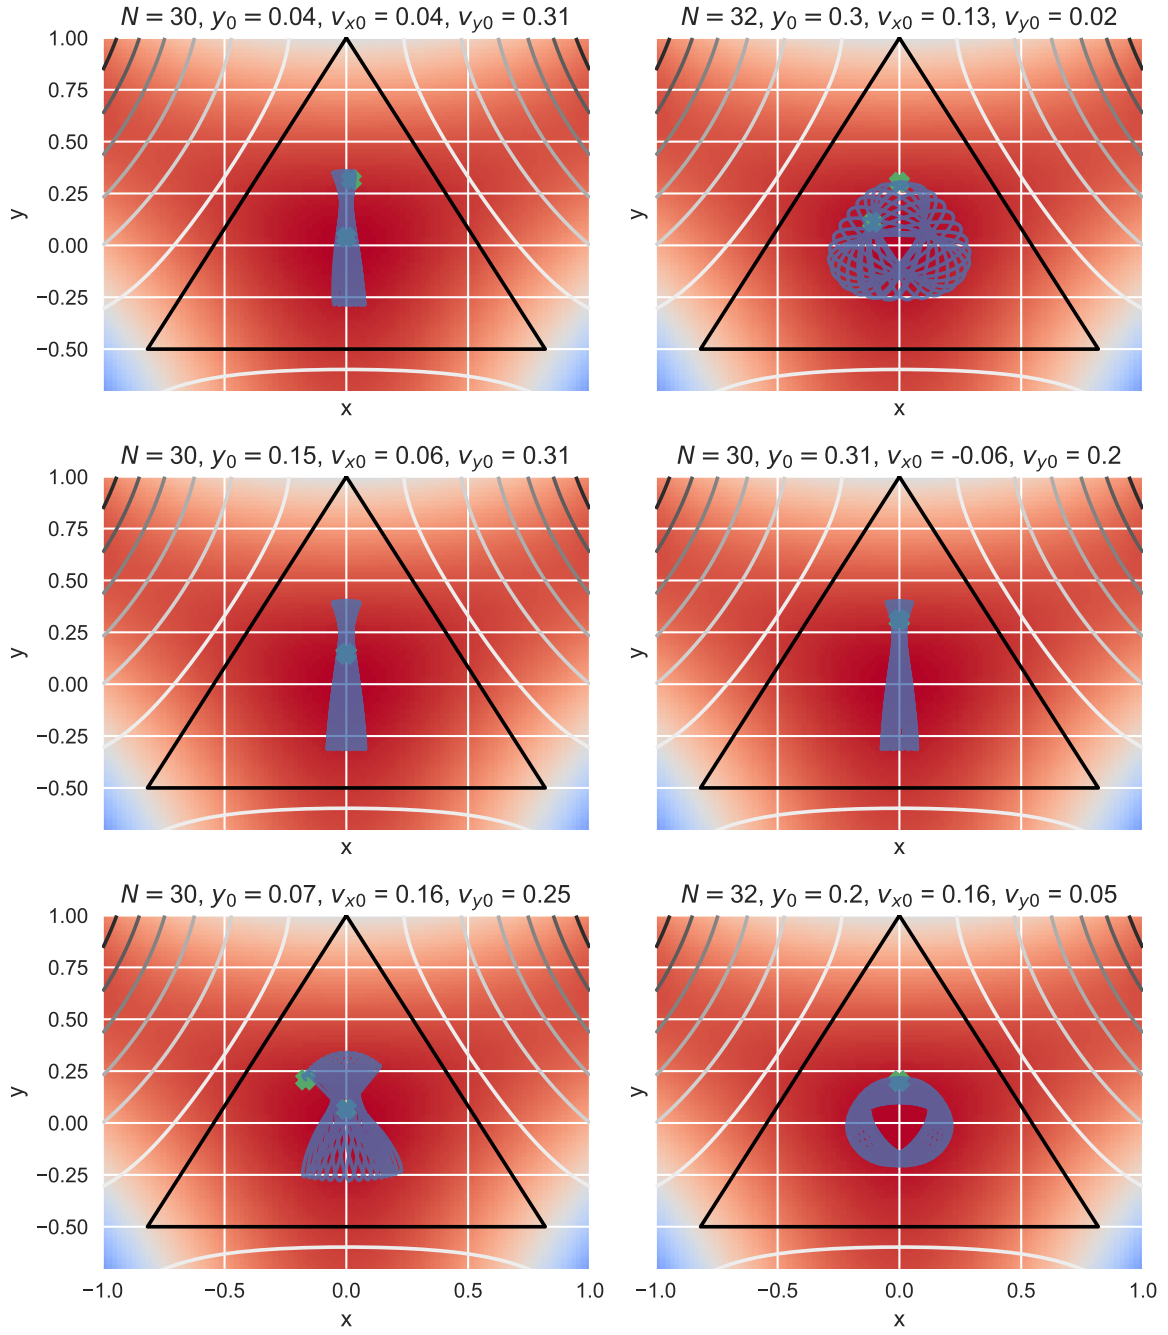 N = 30, y₀ = 0.04, vₓ₀ = 0.04, v_y0 = 0.31
N = 32, y₀ = 0.3, vₓ₀ = 0.13, v_y0 = 0.02
1.00
0.75
0.50
0.25
0.00
−0.25
−0.50
y
y
x
x
N = 30, y₀ = 0.15, vₓ₀ = 0.06, v_y0 = 0.31
N = 30, y₀ = 0.31, vₓ₀ = -0.06, v_y0 = 0.2
1.00
0.75
0.50
0.25
0.00
−0.25
−0.50
y
y
x
x
N = 30, y₀ = 0.07, vₓ₀ = 0.16, v_y0 = 0.25
N = 32, y₀ = 0.2, vₓ₀ = 0.16, v_y0 = 0.05
1.00
0.75
0.50
0.25
0.00
−0.25
−0.50
y
y
−1.0 −0.5 0.0 0.5 1.0
−1.0 −0.5 0.0 0.5 1.0
x
x